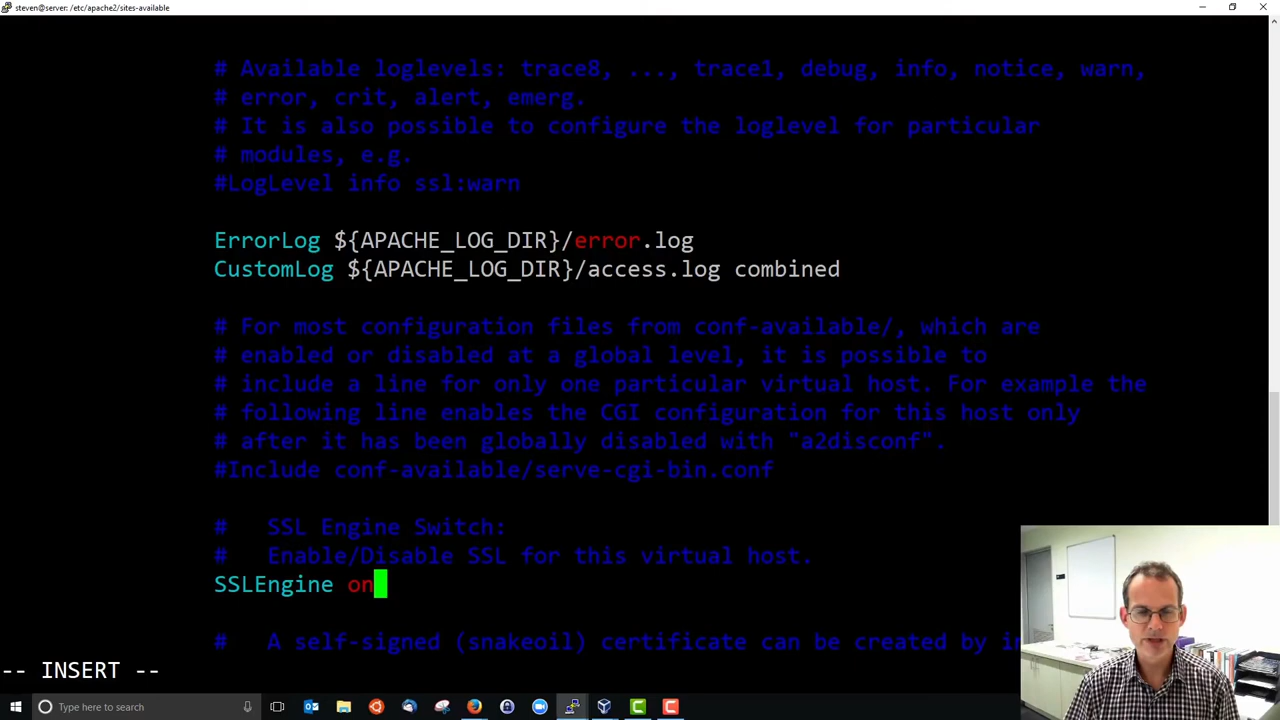 steven@server: /etc/apache2/sites-available
# Available loglevels: trace8, ..., trace1, debug, info, notice, warn,
# error, crit, alert, emerg.
# It is also possible to configure the loglevel for particular
# modules, e.g.
#LogLevel info ssl:warn
ErrorLog ${APACHE_LOG_DIR}/error.log
CustomLog ${APACHE_LOG_DIR}/access.log combined
# For most configuration files from conf-available/, which are
# enabled or disabled at a global level, it is possible to
# include a line for only one particular virtual host. For example the
# following line enables the CGI configuration for this host only
# after it has been globally disabled with "a2disconf".
#Include conf-available/serve-cgi-bin.conf
#   SSL Engine Switch:
#   Enable/Disable SSL for this virtual host.
SSLEngine on
#   A self-signed (snakeoil) certificate can be created by
-- INSERT --
Type here to search